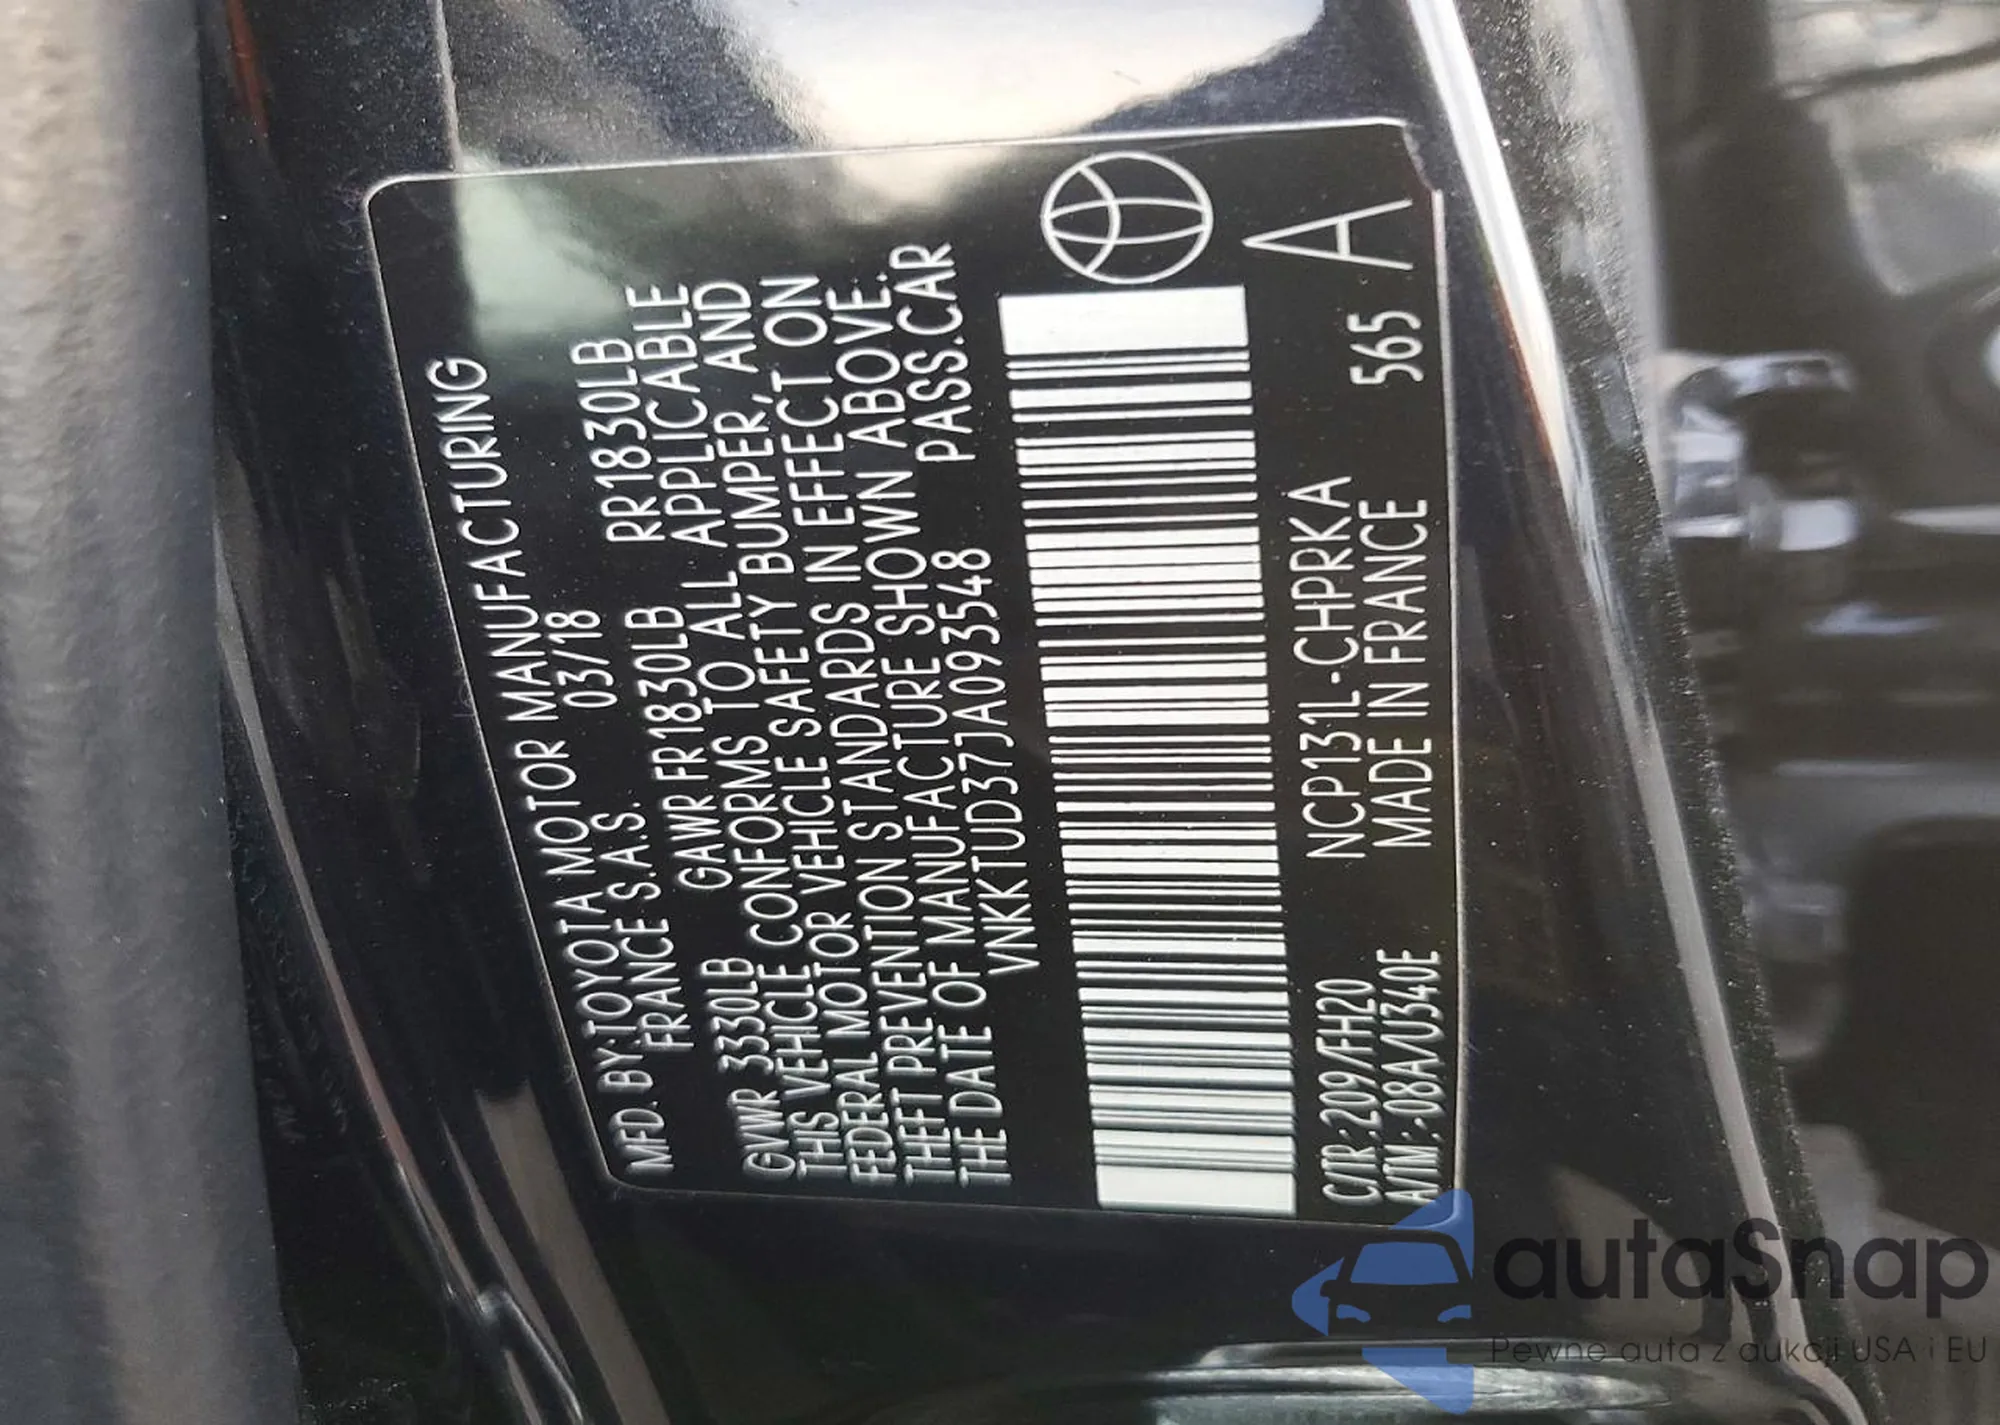 MFD. BY:TOYOTA MOTOR MANUFACTURING
FRANCE S.A.S. 03/18
GVWR 3330LB GAWR FR1830LB RR1830LB
THIS VEHICLE CONFORMS TO ALL APPLICABLE
FEDERAL MOTOR VEHICLE SAFETY BUMPER, AND
THEFT PREVENTION STANDARDS IN EFFECT ON
THE DATE OF MANUFACTURE SHOWN ABOVE.
VNKKTUD37JA093548 PASS.CAR
C/TR:209/FH20 NCP131L-CHPRKA A
A/TM:-08A/U340E MADE IN FRANCE 565
autaSnap
Pewne auta z aukcji USA i EU